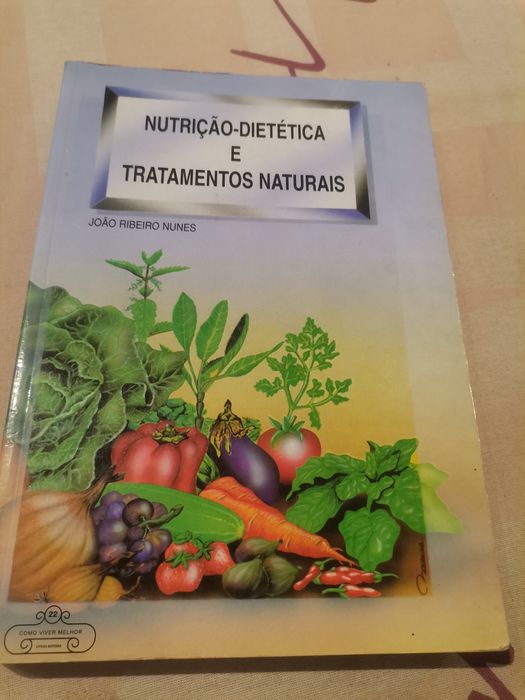 NUTRIÇÃO-DIETÉTICA
E
TRATAMENTOS NATURAIS
JOÃO RIBEIRO NUNES
22
COMO VIVER MELHOR